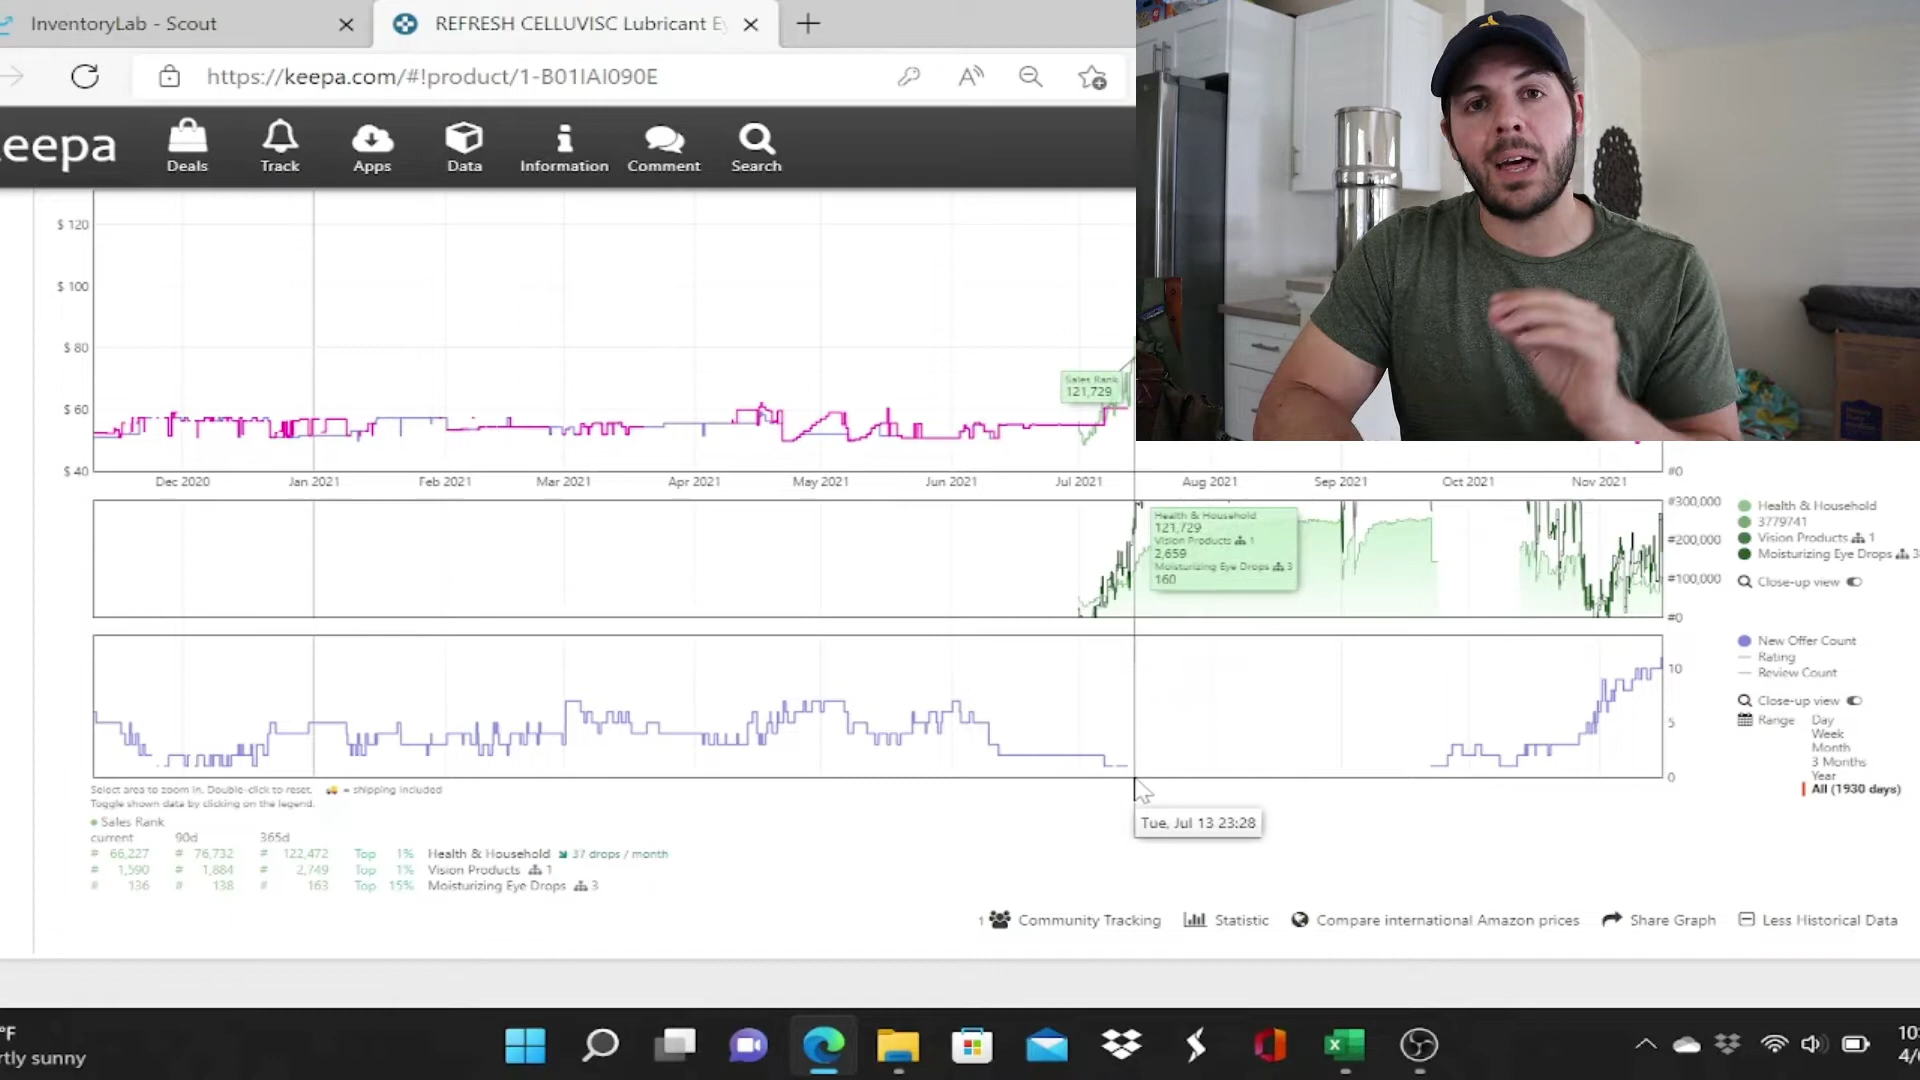 InventoryLab - Scout
REFRESH CELLUVISC Lubricant E
https://keepa.com/#!product/1-B01IAI090E
keepa
Deals
Track
Apps
Data
Information
Comment
Search
$ 120
$ 100
$ 80
$ 60
$ 40
Sales Rank
121,729
#0
Dec 2020
Jan 2021
Feb 2021
Mar 2021
Apr 2021
May 2021
Jun 2021
Jul 2021
Aug 2021
Sep 2021
Oct 2021
Nov 2021
Health & Household
121,729
Vision Products 1
2,659
Moisturizing Eye Drops 3
160
#300,000
#200,000
#100,000
#0
Health & Household
3779741
Vision Products 1
Moisturizing Eye Drops 3
Close-up view
10
5
0
New Offer Count
Rating
Review Count
Close-up view
Range
Day
Week
Month
3 Months
Year
All (1930 days)
Select area to zoom in. Double-click to reset. = shipping included
Toggle shown data by clicking on the legend.
Tue, Jul 13 23:28
Sales Rank
current 90d 365d
# 66,227 # 76,732 # 122,472 Top 1% Health & Household 37 drops / month
# 1,590 # 1,884 # 2,749 Top 1% Vision Products 1
# 136 # 138 # 163 Top 15% Moisturizing Eye Drops 3
1 Community Tracking
Statistic
Compare international Amazon prices
Share Graph
Less Historical Data
°F
rtly sunny
10:
4/